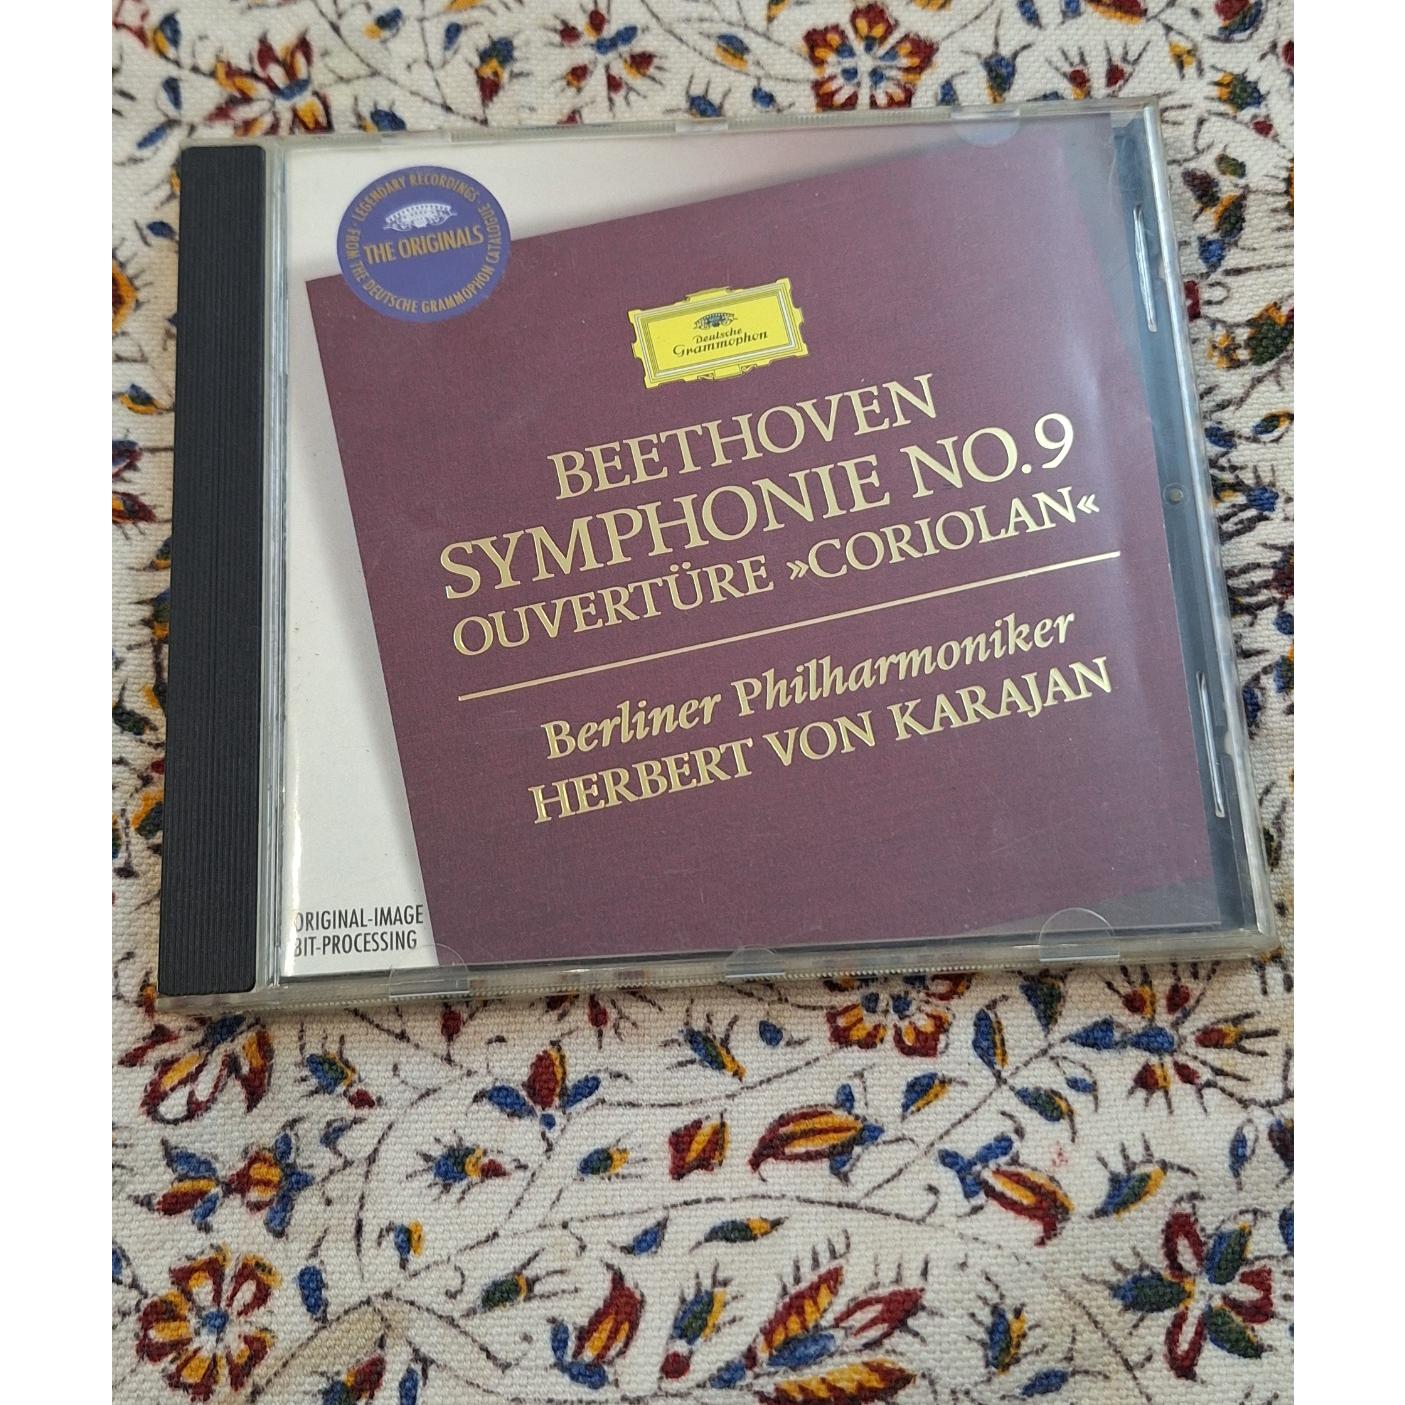 LEGENDARY RECORDINGS
THE ORIGINALS
FROM THE DEUTSCHE GRAMMOPHON CATALOGUE
Deutsche
Grammophon
BEETHOVEN
SYMPHONIE NO.9
OUVERTÜRE »CORIOLAN«
Berliner Philharmoniker
HERBERT VON KARAJAN
ORIGINAL-IMAGE
BIT-PROCESSING